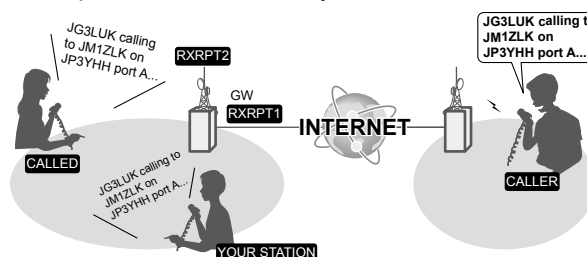 JG3LUK calling
to JM1ZLK on
JP3YHH port A...
RXRPT2
GW
RXRPT1
INTERNET
JG3LUK calling t
JM1ZLK on
JP3YHH port A...
CALLED
JG3LUK calling to
JM1ZLK on
JP3YHH port A...
YOUR STATION
CALLER